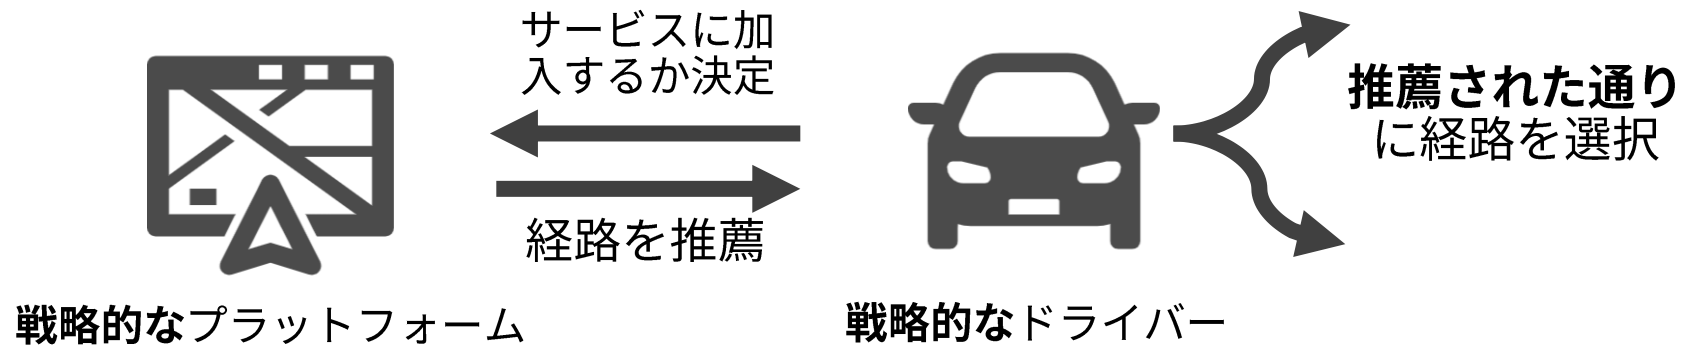 サービスに加
入するか決定
経路を推薦
推薦された通り
に経路を選択
戦略的なプラットフォーム
戦略的なドライバー